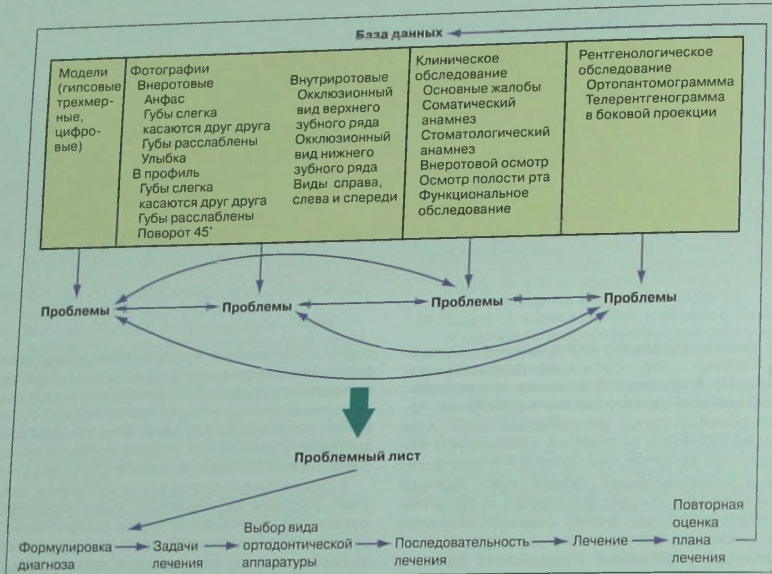 База данных
Модели
(гипсовые
трехмер-
ные,
цифро-
вые)
Фотографии
Внеротовые
Анфас
Губы слегка
касаются друг друга
Губы расслаблены
Улыбка
В профиль
Губы слегка
касаются друг друга
Губы расслаблены
Поворот 45°
Внутриротовые
Окклюзионный
вид верхнего
зубного ряда
Окклюзионный
вид нижнего
зубного ряда
Виды справа,
слева и спереди
Клиническое
обследование
Основные жалобы
Соматический
анамнез
Стоматологический
анамнез
Внеротовой осмотр
Осмотр полости рта
Функциональное
обследование
Рентгенологическое
обследование
Ортопантомограммма
Телерентгенограмма
в боковой проекции
Проблемы
Проблемы
Проблемы
Проблемы
Проблемный лист
Формулировка
диагноза
Задачи
лечения
Выбор вида
ортодонтической
аппаратуры
Последовательность
лечения
Лечение
Повторная
оценка
плана
лечения